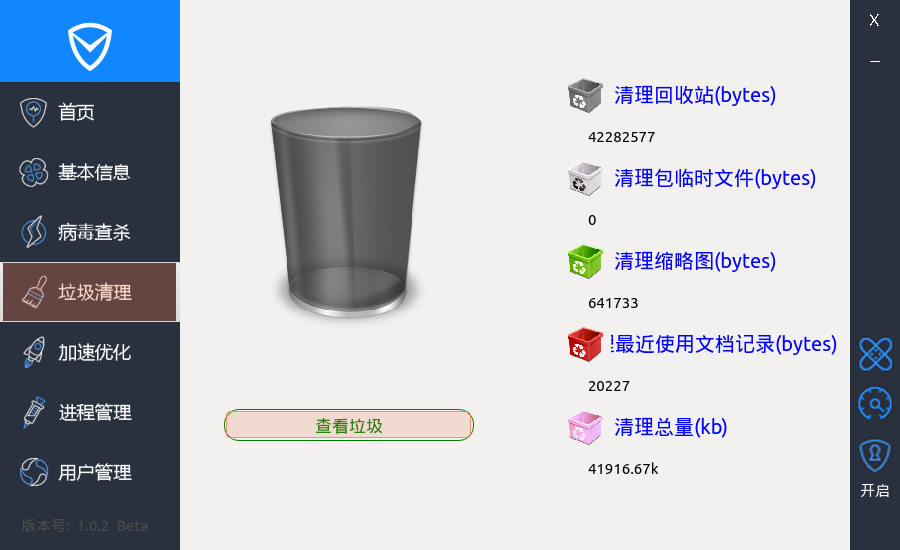 首页
基本信息
病毒查杀
垃圾清理
加速优化
进程管理
用户管理
版本号: 1.0.2 Beta
查看垃圾
清理回收站(bytes)
42282577
清理包临时文件(bytes)
0
清理缩略图(bytes)
641733
最近使用文档记录(bytes)
20227
清理总量(kb)
41916.67k
X
开启